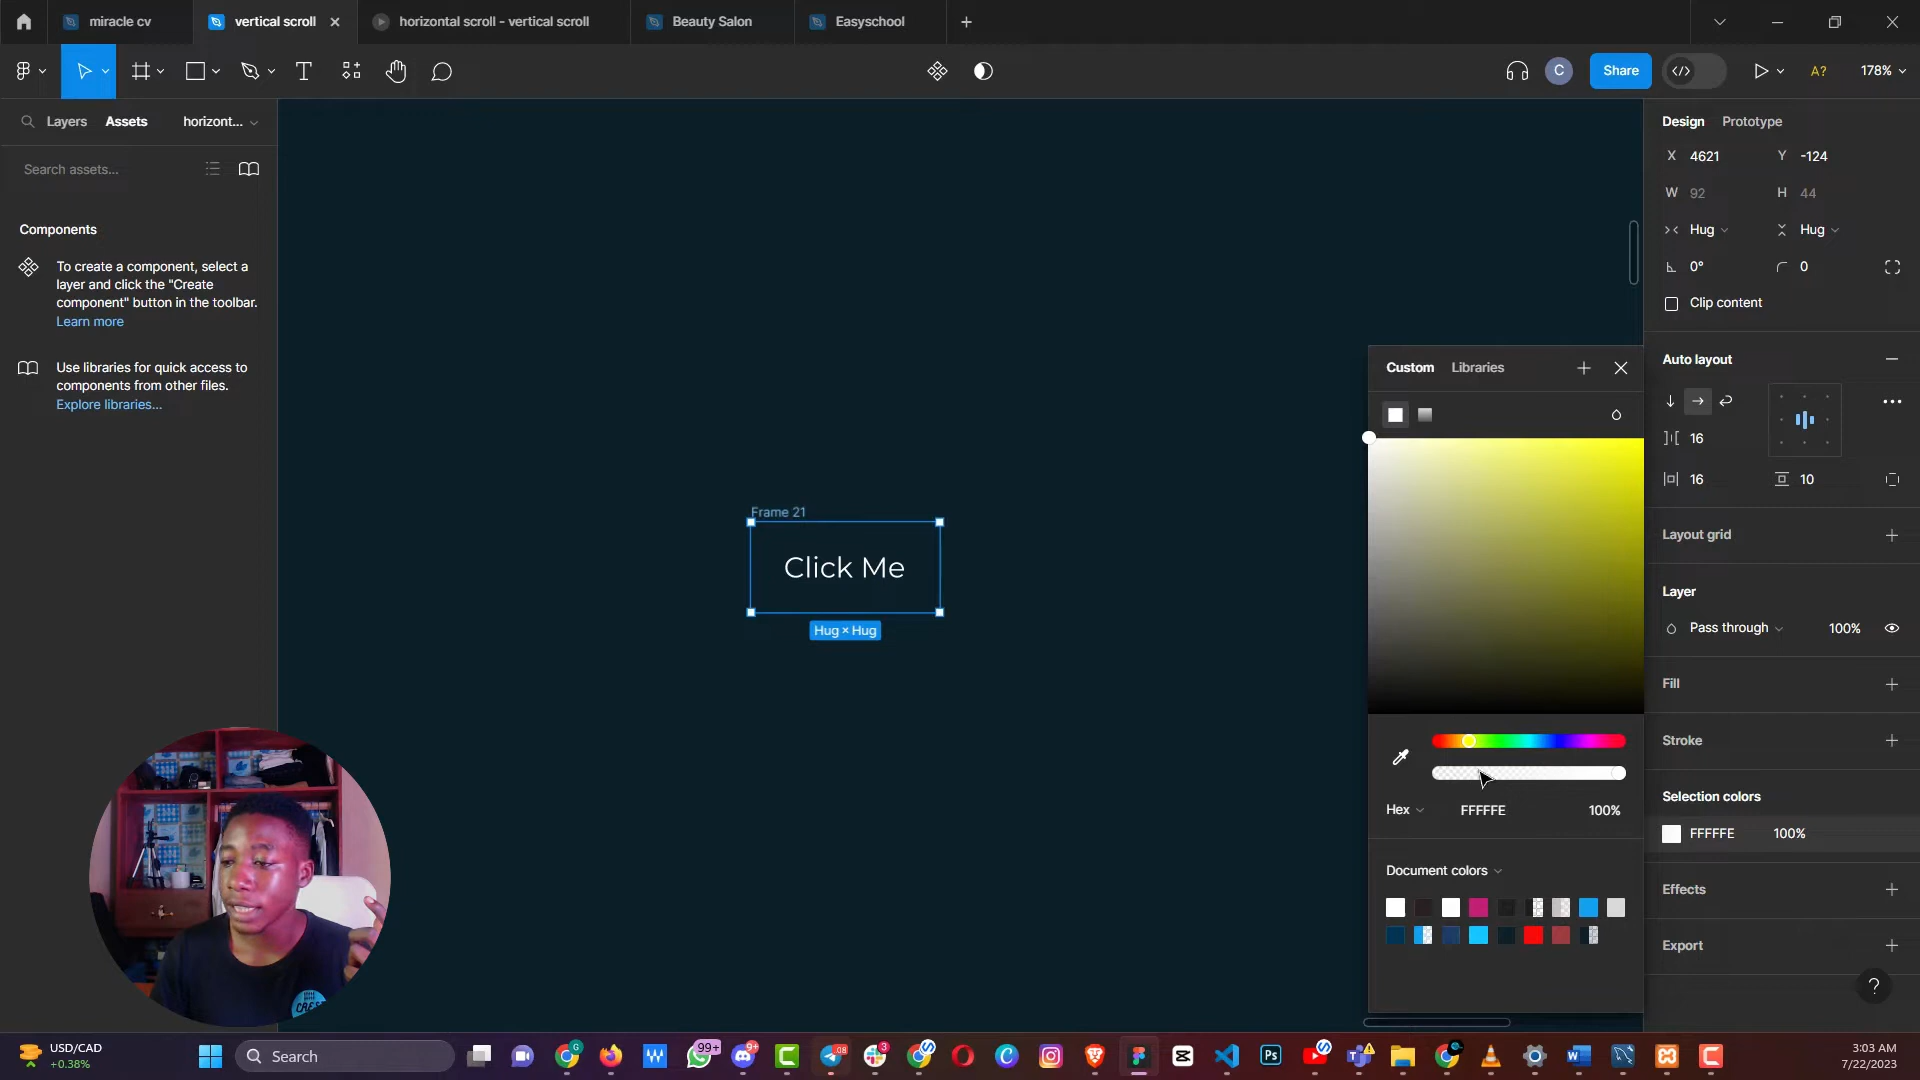 miracle cv
vertical scroll
horizontal scroll - vertical scroll
Beauty Salon
Easyschool
C
Share
A?
178%
Layers
Assets
horizont...
Search assets...
Components
To create a component, select a
layer and click the "Create
component" button in the toolbar.
Learn more
Use libraries for quick access to
components from other files.
Explore libraries...
Frame 21
Click Me
Hug × Hug
Custom
Libraries
Hex
FFFFFE
100%
Document colors
Design
Prototype
X 4621
Y -124
W 92
H 44
Hug
Hug
0°
0
Clip content
Auto layout
16
16
10
Layout grid
Layer
Pass through
100%
Fill
Stroke
Selection colors
FFFFFE
100%
Effects
Export
?
USD/CAD
+0.38%
Search
99+
3:03 AM
7/22/2023